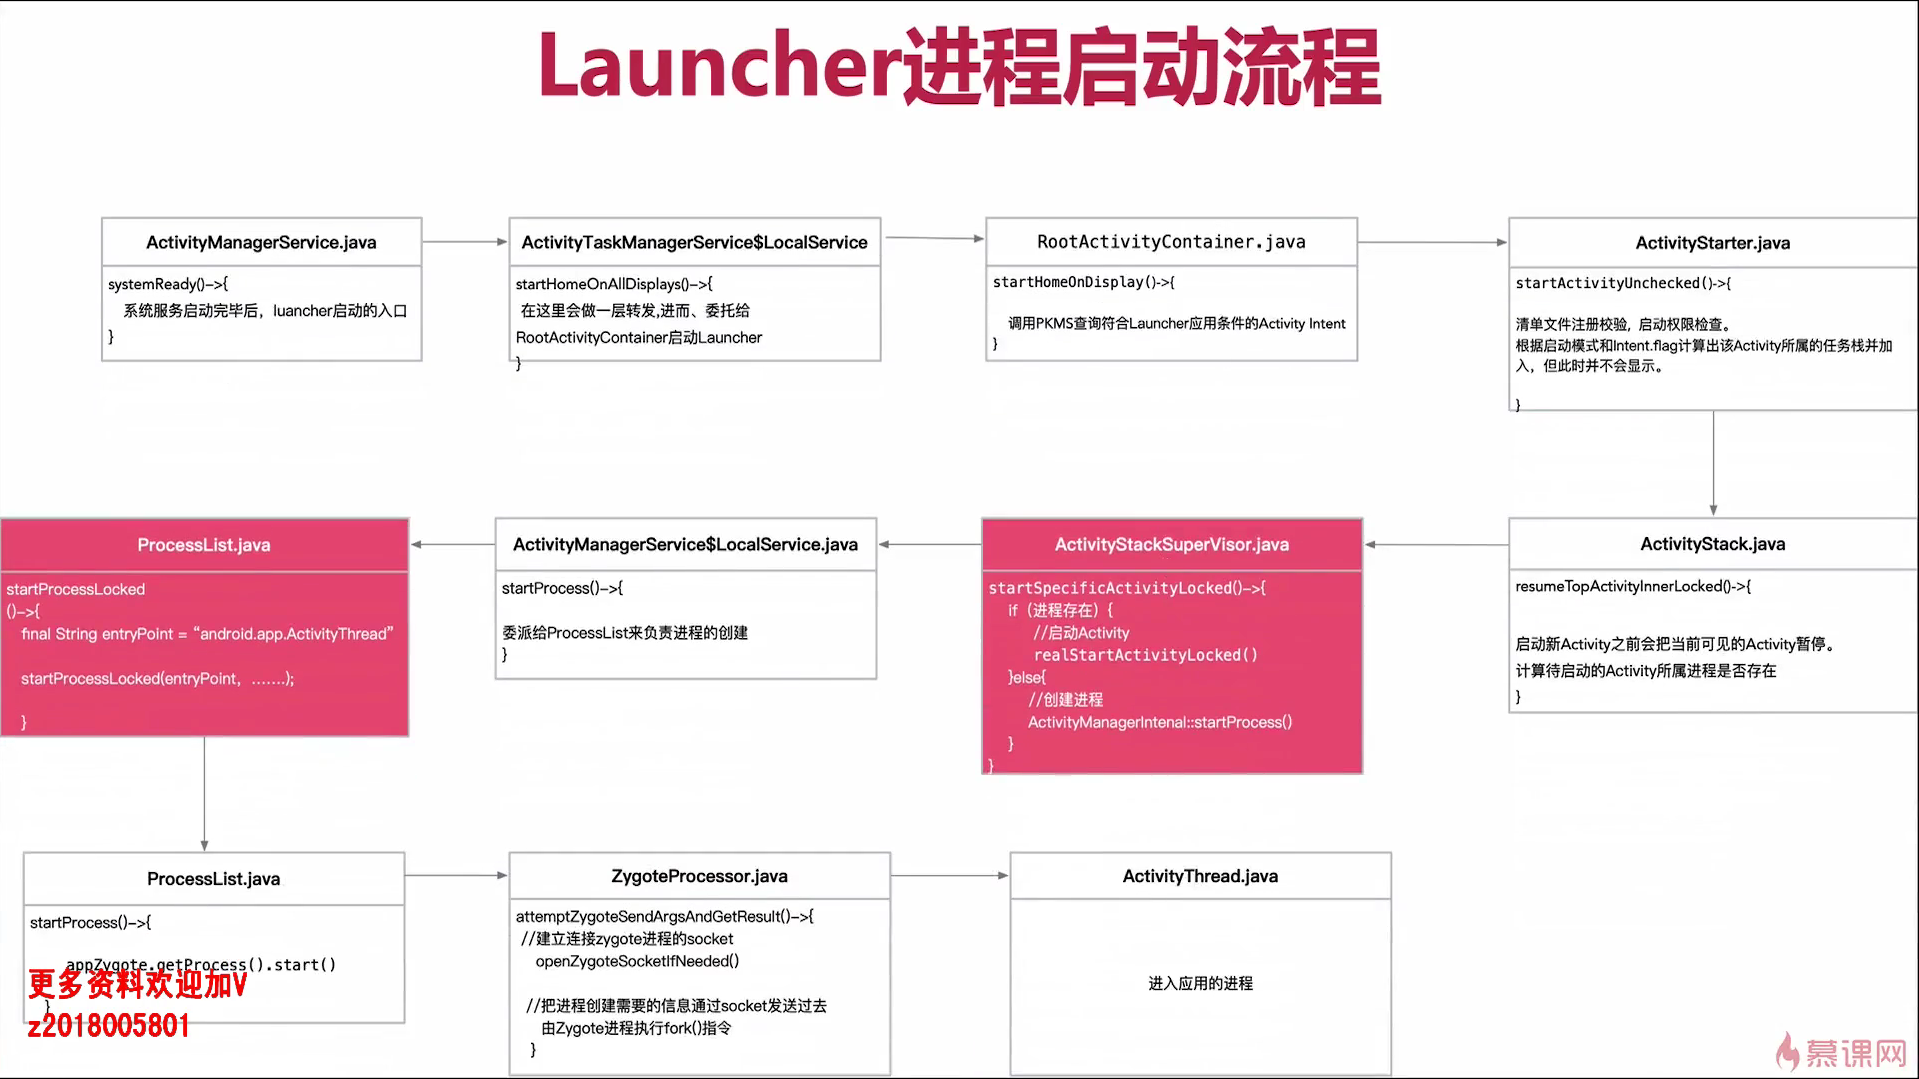 Launcher进程启动流程
ActivityManagerService.java
systemReady()->{
系统服务启动完毕后，luancher启动的入口
}
ActivityTaskManagerService$LocalService
startHomeOnAllDisplays()->{
在这里会做一层转发,进而、委托给
RootActivityContainer启动Launcher
}
RootActivityContainer.java
startHomeOnDisplay()->{
调用PKMS查询符合Launcher应用条件的Activity Intent
}
ActivityStarter.java
startActivityUnchecked()->{
清单文件注册校验，启动权限检查。
根据启动模式和Intent.flag计算出该Activity所属的任务栈并加
入，但此时并不会显示。
}
ProcessList.java
startProcessLocked
()->{
final String entryPoint = “android.app.ActivityThread”
startProcessLocked(entryPoint, .......);
}
ActivityManagerService$LocalService.java
startProcess()->{
委派给ProcessList来负责进程的创建
}
ActivityStackSuperVisor.java
startSpecificActivityLocked()->{
if（进程存在）{
//启动Activity
realStartActivityLocked()
}else{
//创建进程
ActivityManagerIntenal::startProcess()
}
}
ActivityStack.java
resumeTopActivityInnerLocked()->{
启动新Activity之前会把当前可见的Activity暂停。
计算待启动的Activity所属进程是否存在
}
ProcessList.java
startProcess()->{
appZygote.getProcess().start()
}
更多资料欢迎加V
z2018005801
ZygoteProcessor.java
attemptZygoteSendArgsAndGetResult()->{
//建立连接zygote进程的socket
openZygoteSocketIfNeeded()
//把进程创建需要的信息通过socket发送过去
由Zygote进程执行fork()指令
}
ActivityThread.java
进入应用的进程
慕课网